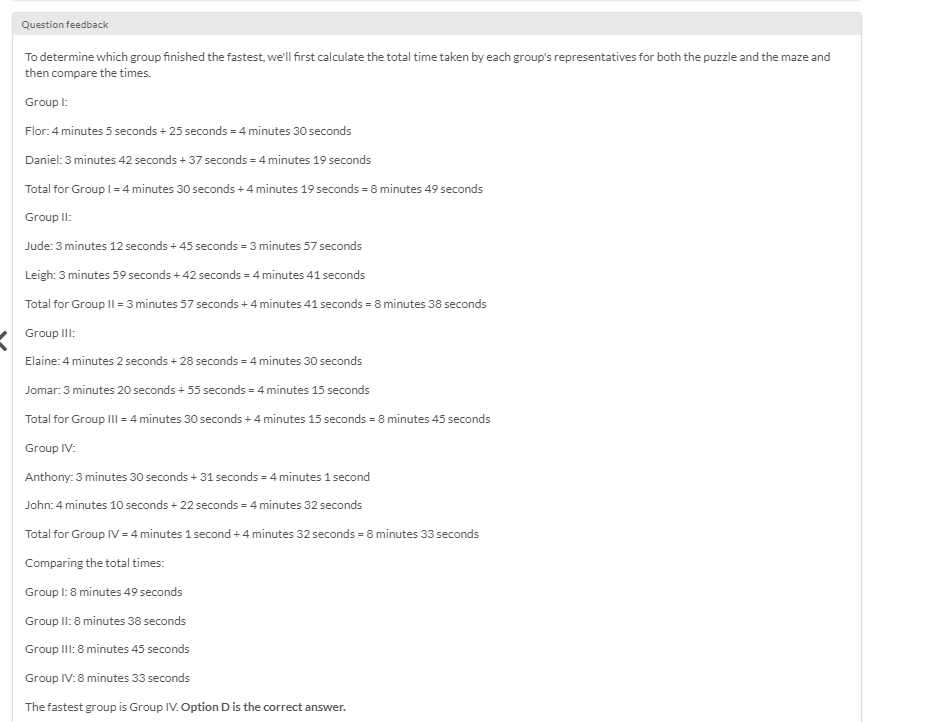 Question feedback
To determine which group finished the fastest, we'll first calculate the total time taken by each group's representatives for both the puzzle and the maze and
then compare the times.
Group I:
Flor: 4 minutes 5 seconds + 25 seconds = 4 minutes 30 seconds
Daniel: 3 minutes 42 seconds + 37 seconds = 4 minutes 19 seconds
Total for Group I = 4 minutes 30 seconds + 4 minutes 19 seconds = 8 minutes 49 seconds
Group II:
Jude: 3 minutes 12 seconds + 45 seconds = 3 minutes 57 seconds
Leigh: 3 minutes 59 seconds + 42 seconds = 4 minutes 41 seconds
Total for Group II = 3 minutes 57 seconds + 4 minutes 41 seconds = 8 minutes 38 seconds
Group III:
Elaine: 4 minutes 2 seconds + 28 seconds = 4 minutes 30 seconds
Jomar: 3 minutes 20 seconds + 55 seconds = 4 minutes 15 seconds
Total for Group III = 4 minutes 30 seconds + 4 minutes 15 seconds = 8 minutes 45 seconds
Group IV:
Anthony: 3 minutes 30 seconds + 31 seconds = 4 minutes 1 second
John: 4 minutes 10 seconds + 22 seconds = 4 minutes 32 seconds
Total for Group IV = 4 minutes 1 second + 4 minutes 32 seconds = 8 minutes 33 seconds
Comparing the total times:
Group I: 8 minutes 49 seconds
Group II: 8 minutes 38 seconds
Group III: 8 minutes 45 seconds
Group IV: 8 minutes 33 seconds
The fastest group is Group IV. Option D is the correct answer.